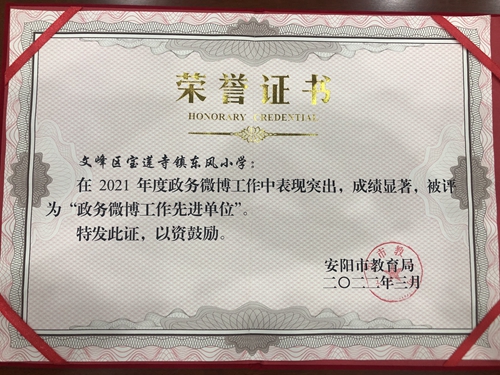 荣誉证书
HONORARY CREDENTIAL
文峰区宝莲寺镇东风小学：
在 2021 年度政务微博工作中表现突出，成绩显著，被评
为“政务微博工作先进单位”。
特发此证，以资鼓励。
安阳市教育局
二〇二二年三月